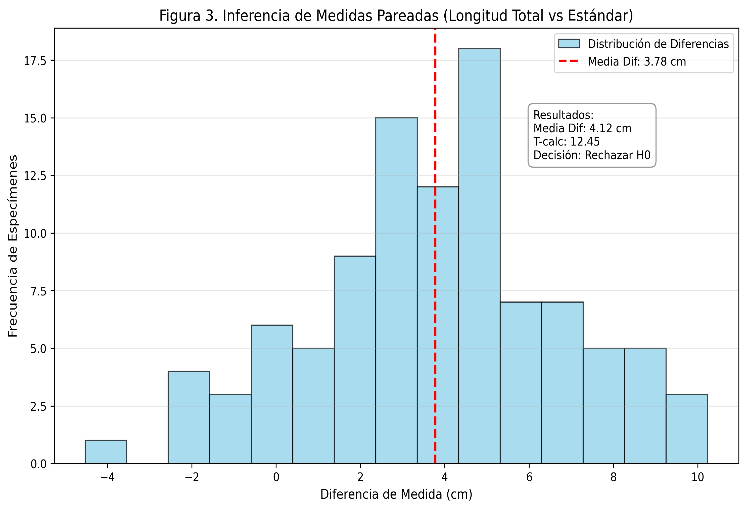 Figura 3. Inferencia de Medidas Pareadas (Longitud Total vs Estándar)
Distribución de Diferencias
Media Dif: 3.78 cm
Resultados:
Media Dif: 4.12 cm
T-calc: 12.45
Decisión: Rechazar H0
Frecuencia de Especímenes
17.5
15.0
12.5
10.0
7.5
5.0
2.5
0.0
−4 −2 0 2 4 6 8 10
Diferencia de Medida (cm)